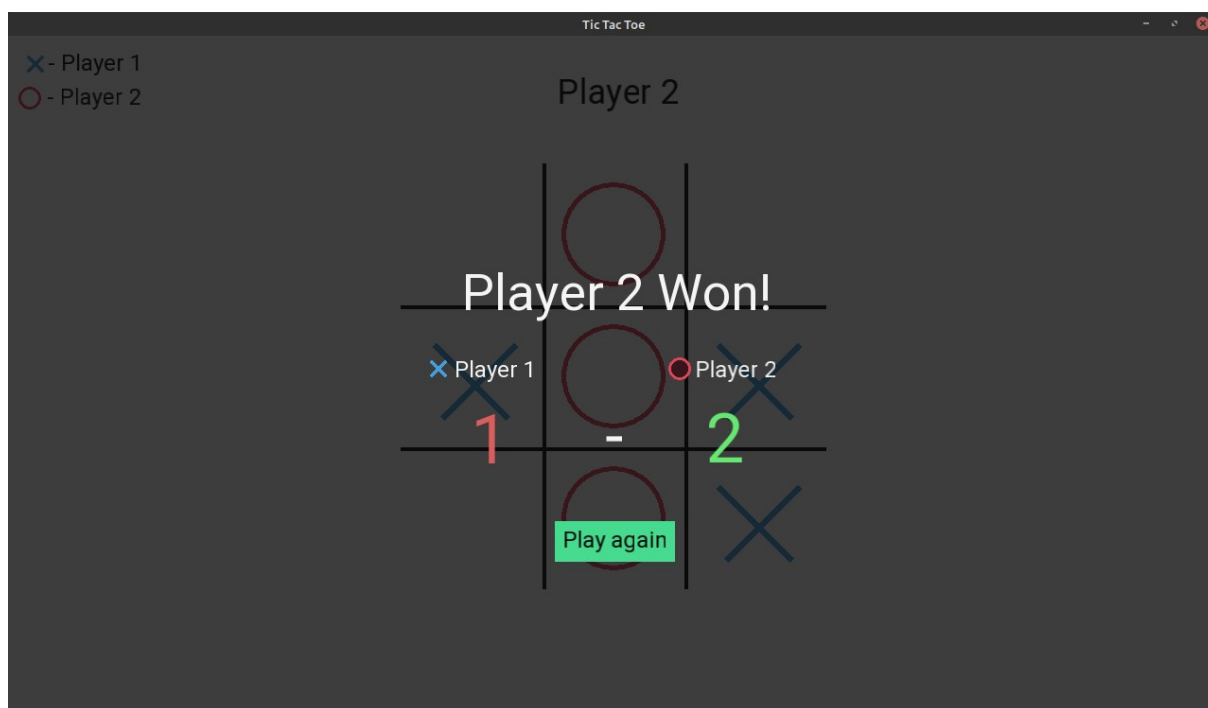 Tic Tac Toe
- Player 1
- Player 2
Player 2
Player 2 Won!
Player 1 Player 2
1 - 2
Play again